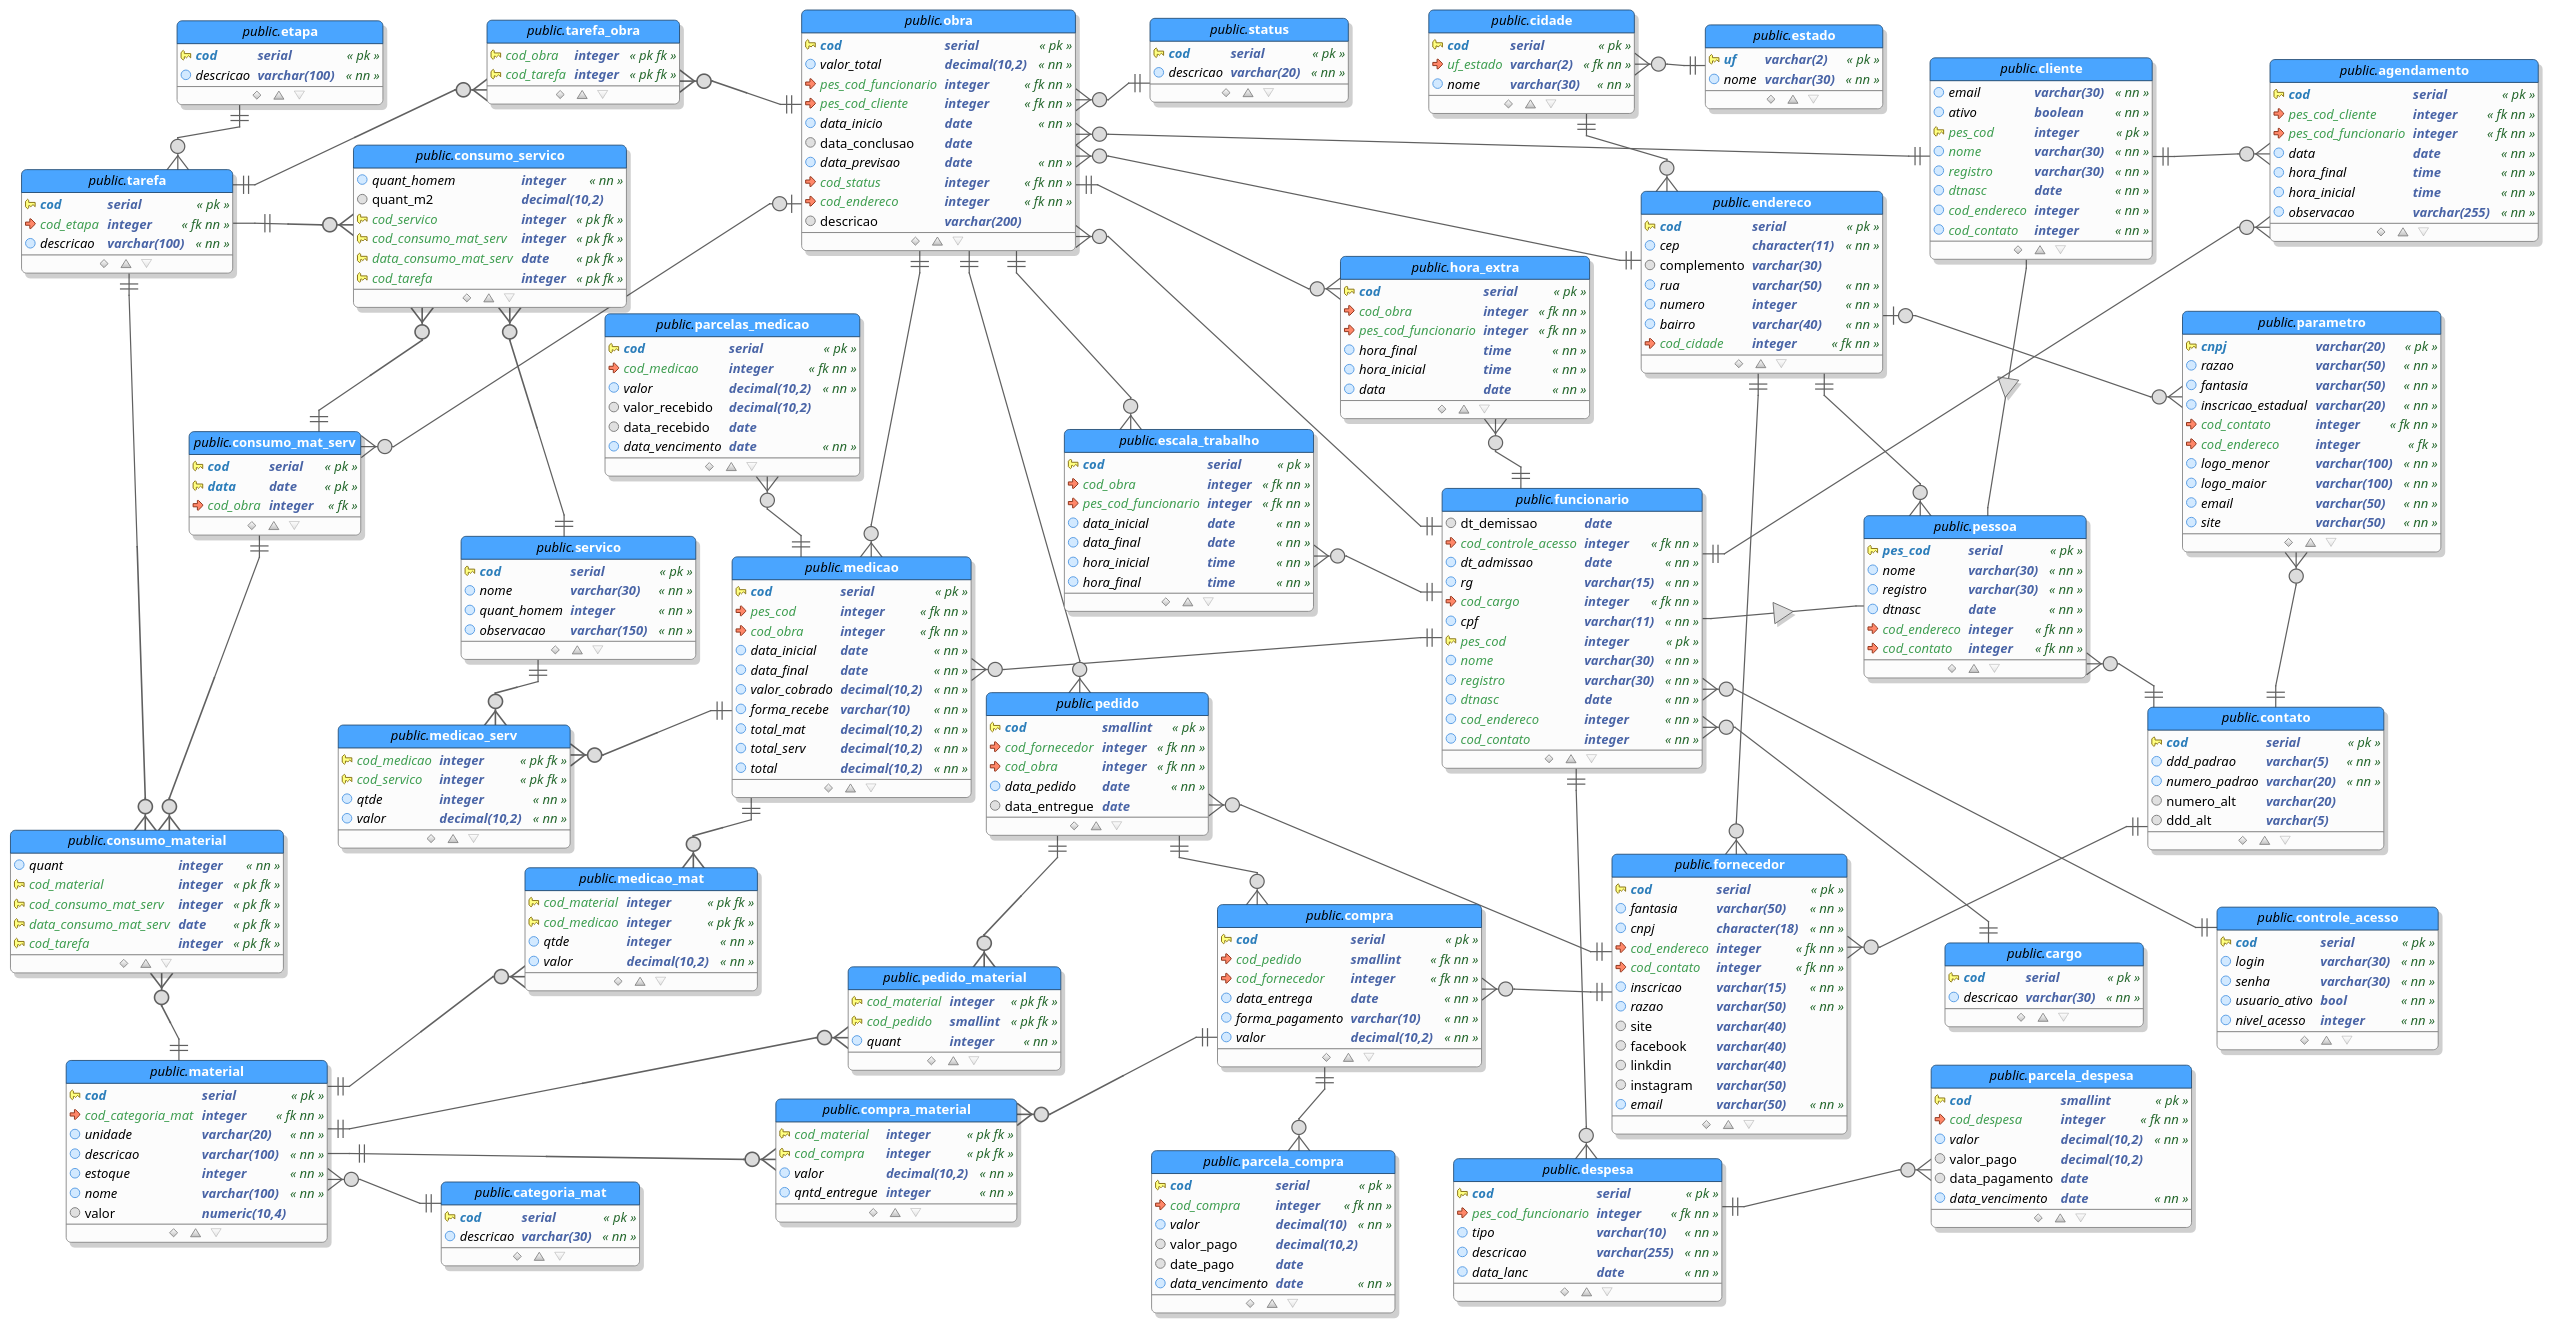 public.etapa
cod serial « pk »
descricao varchar(100) « nn »
public.tarefa_obra
cod_obra integer « pk fk »
cod_tarefa integer « pk fk »
public.obra
cod serial « pk »
valor_total decimal(10,2) « nn »
pes_cod_funcionario integer « fk nn »
pes_cod_cliente integer « fk nn »
data_inicio date « nn »
data_conclusao date
data_previsao date « nn »
cod_status integer « fk nn »
cod_endereco integer « fk nn »
descricao varchar(200)
public.status
cod serial « pk »
descricao varchar(20) « nn »
public.cidade
cod serial « pk »
uf_estado varchar(2) « fk nn »
nome varchar(30) « nn »
public.estado
uf varchar(2) « pk »
nome varchar(30) « nn »
public.cliente
email varchar(30) « nn »
ativo boolean « nn »
pes_cod integer « pk »
nome varchar(30) « nn »
registro varchar(30) « nn »
dtnasc date « nn »
cod_endereco integer « nn »
cod_contato integer « nn »
public.agendamento
cod serial « pk »
pes_cod_cliente integer « fk nn »
pes_cod_funcionario integer « fk nn »
data date « nn »
hora_final time « nn »
hora_inicial time « nn »
observacao varchar(255) « nn »
public.tarefa
cod serial « pk »
cod_etapa integer « fk nn »
descricao varchar(100) « nn »
public.consumo_servico
quant_homem integer « nn »
quant_m2 decimal(10,2)
cod_servico integer « pk fk »
cod_consumo_mat_serv integer « pk fk »
data_consumo_mat_serv date « pk fk »
cod_tarefa integer « pk fk »
public.endereco
cod serial « pk »
cep character(11) « nn »
complemento varchar(30)
rua varchar(50) « nn »
numero integer « nn »
bairro varchar(40) « nn »
cod_cidade integer « fk nn »
public.hora_extra
cod serial « pk »
cod_obra integer « fk nn »
pes_cod_funcionario integer « fk nn »
hora_final time « nn »
hora_inicial time « nn »
data date « nn »
public.parametro
cnpj varchar(20) « pk »
razao varchar(50) « nn »
fantasia varchar(50) « nn »
inscricao_estadual varchar(20) « nn »
cod_contato integer « fk nn »
cod_endereco integer « fk »
logo_menor varchar(100) « nn »
logo_maior varchar(100) « nn »
email varchar(50) « nn »
site varchar(50) « nn »
public.parcelas_medicao
cod serial « pk »
cod_medicao integer « fk nn »
valor decimal(10,2) « nn »
valor_recebido decimal(10,2)
data_recebido date
data_vencimento date « nn »
public.consumo_mat_serv
cod serial « pk »
data date « pk »
cod_obra integer « fk »
public.escala_trabalho
cod serial « pk »
cod_obra integer « fk nn »
pes_cod_funcionario integer « fk nn »
data_inicial date « nn »
data_final date « nn »
hora_inicial time « nn »
hora_final time « nn »
public.funcionario
dt_demissao date
cod_controle_acesso integer « fk nn »
dt_admissao date « nn »
rg varchar(15) « nn »
cod_cargo integer « fk nn »
cpf varchar(11) « nn »
pes_cod integer « pk »
nome varchar(30) « nn »
registro varchar(30) « nn »
dtnasc date « nn »
cod_endereco integer « nn »
cod_contato integer « nn »
public.pessoa
pes_cod serial « pk »
nome varchar(30) « nn »
registro varchar(30) « nn »
dtnasc date « nn »
cod_endereco integer « fk nn »
cod_contato integer « fk nn »
public.servico
cod serial « pk »
nome varchar(30) « nn »
quant_homem integer « nn »
observacao varchar(150) « nn »
public.medicao
cod serial « pk »
pes_cod integer « fk nn »
cod_obra integer « fk nn »
data_inicial date « nn »
data_final date « nn »
valor_cobrado decimal(10,2) « nn »
forma_recebe varchar(10) « nn »
total_mat decimal(10,2) « nn »
total_serv decimal(10,2) « nn »
total decimal(10,2) « nn »
public.pedido
cod smallint « pk »
cod_fornecedor integer « fk nn »
cod_obra integer « fk nn »
data_pedido date « nn »
data_entregue date
public.contato
cod serial « pk »
ddd_padrao varchar(5) « nn »
numero_padrao varchar(20) « nn »
numero_alt varchar(20)
ddd_alt varchar(5)
public.medicao_serv
cod_medicao integer « pk fk »
cod_servico integer « pk fk »
qtde integer « nn »
valor decimal(10,2) « nn »
public.consumo_material
quant integer « nn »
cod_material integer « pk fk »
cod_consumo_mat_serv integer « pk fk »
data_consumo_mat_serv date « pk fk »
cod_tarefa integer « pk fk »
public.medicao_mat
cod_material integer « pk fk »
cod_medicao integer « pk fk »
qtde integer « nn »
valor decimal(10,2) « nn »
public.fornecedor
cod serial « pk »
fantasia varchar(50) « nn »
cnpj character(18) « nn »
cod_endereco integer « fk nn »
cod_contato integer « fk nn »
inscricao varchar(15) « nn »
razao varchar(50) « nn »
site varchar(40)
facebook varchar(40)
linkdin varchar(40)
instagram varchar(50)
email varchar(50) « nn »
public.compra
cod serial « pk »
cod_pedido smallint « fk nn »
cod_fornecedor integer « fk nn »
data_entrega date « nn »
forma_pagamento varchar(10) « nn »
valor decimal(10,2) « nn »
public.controle_acesso
cod serial « pk »
login varchar(30) « nn »
senha varchar(30) « nn »
usuario_ativo bool « nn »
nivel_acesso integer « nn »
public.cargo
cod serial « pk »
descricao varchar(30) « nn »
public.pedido_material
cod_material integer « pk fk »
cod_pedido smallint « pk fk »
quant integer « nn »
public.material
cod serial « pk »
cod_categoria_mat integer « fk nn »
unidade varchar(20) « nn »
descricao varchar(100) « nn »
estoque integer « nn »
nome varchar(100) « nn »
valor numeric(10,4)
public.parcela_despesa
cod smallint « pk »
cod_despesa integer « fk nn »
valor decimal(10,2) « nn »
valor_pago decimal(10,2)
data_pagamento date
data_vencimento date « nn »
public.compra_material
cod_material integer « pk fk »
cod_compra integer « pk fk »
valor decimal(10,2) « nn »
qntd_entregue integer « nn »
public.parcela_compra
cod serial « pk »
cod_compra integer « fk nn »
valor decimal(10) « nn »
valor_pago decimal(10,2)
date_pago date
data_vencimento date « nn »
public.despesa
cod serial « pk »
pes_cod_funcionario integer « fk nn »
tipo varchar(10) « nn »
descricao varchar(255) « nn »
data_lanc date « nn »
public.categoria_mat
cod serial « pk »
descricao varchar(30) « nn »